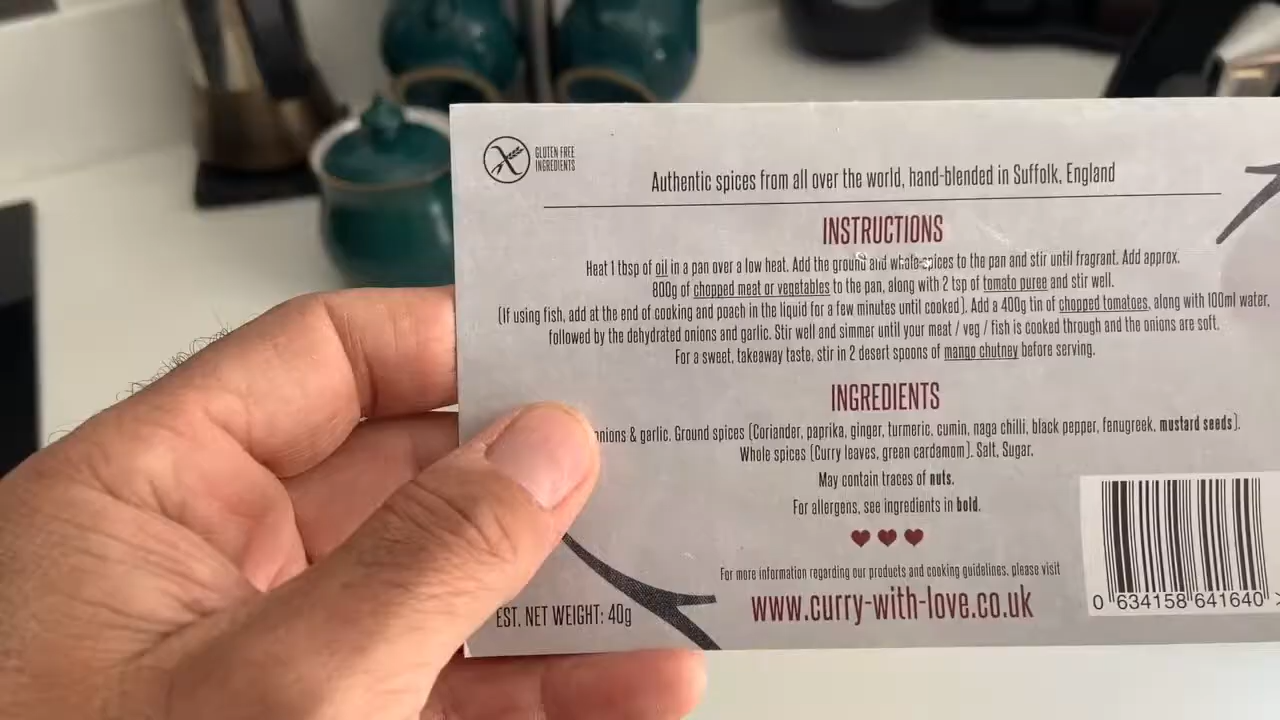 GLUTEN FREE
INGREDIENTS
Authentic spices from all over the world, hand-blended in Suffolk, England
INSTRUCTIONS
Heat 1 tbsp of oil in a pan over a low heat. Add the ground and whole spices to the pan and stir until fragrant. Add approx.
800g of chopped meat or vegetables to the pan, along with 2 tsp of tomato puree and stir well.
(If using fish, add at the end of cooking and poach in the liquid for a few minutes until cooked). Add a 400g tin of chopped tomatoes, along with 100ml water,
followed by the dehydrated onions and garlic. Stir well and simmer until your meat / veg / fish is cooked through and the onions are soft.
For a sweet, takeaway taste, stir in 2 desert spoons of mango chutney before serving.
INGREDIENTS
onions & garlic. Ground spices (Coriander, paprika, ginger, turmeric, cumin, naga chilli, black pepper, fenugreek, mustard seeds).
Whole spices (Curry leaves, green cardamom). Salt, Sugar.
May contain traces of nuts.
For allergens, see ingredients in bold.
For more information regarding our products and cooking guidelines, please visit
www.curry-with-love.co.uk
EST. NET WEIGHT: 40g
0 634158 641640 >